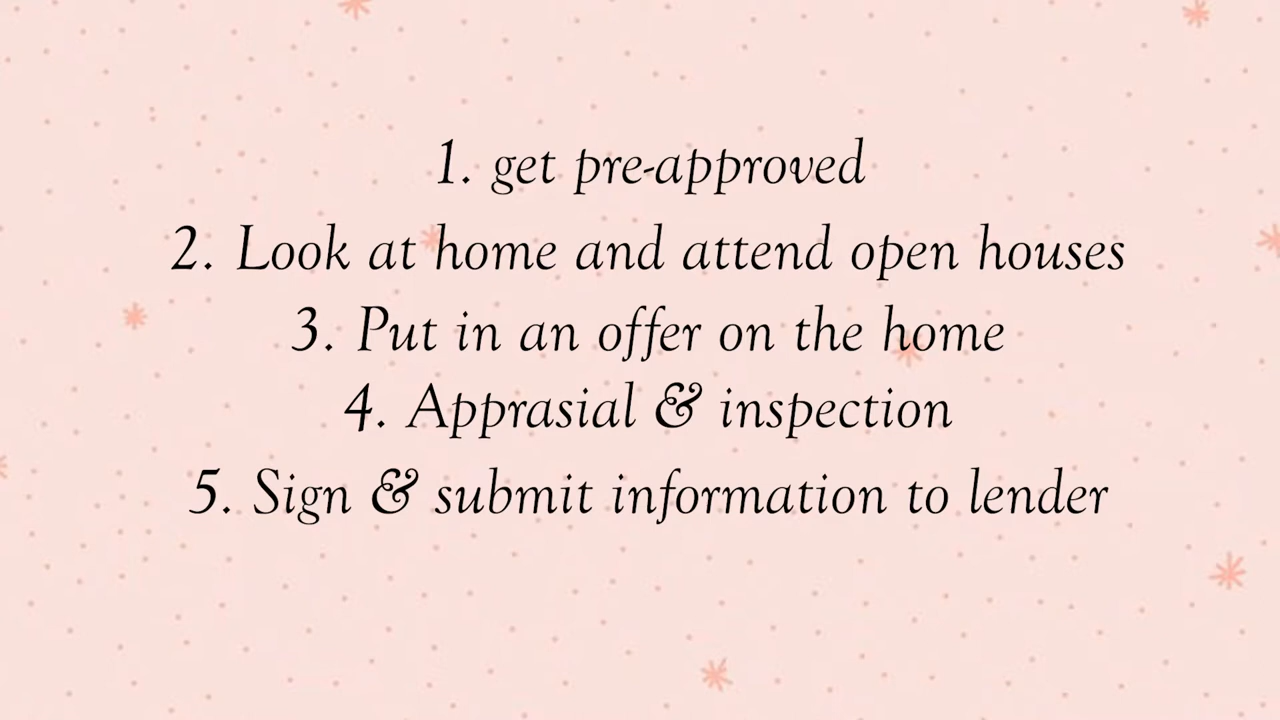 1. get pre-approved
2. Look at home and attend open houses
3. Put in an offer on the home
4. Apprasial & inspection
5. Sign & submit information to lender